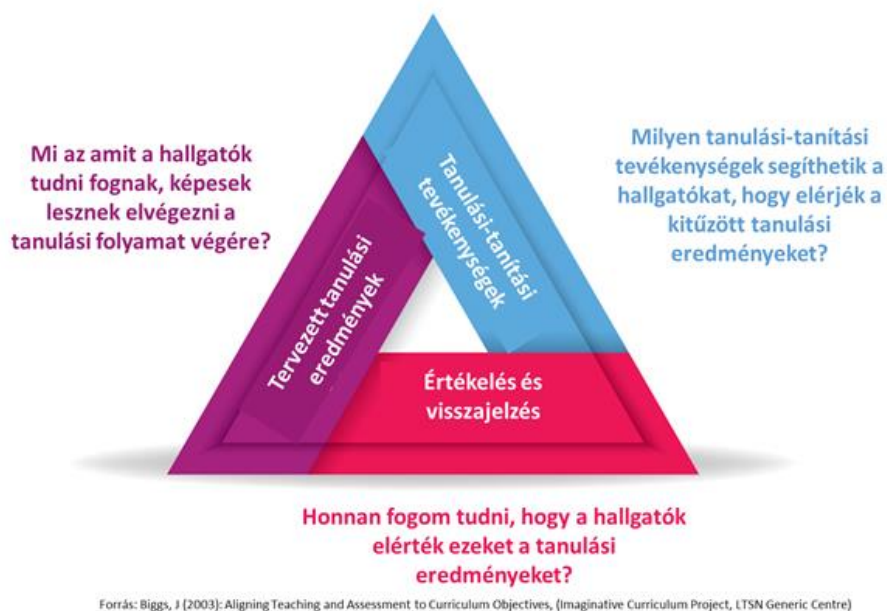 Mi az amit a hallgatók
tudni fognak, képesek
lesznek elvégezni a
tanulási folyamat végére?
Tervezett tanulási
eredmények
Tanulási-tanítási
tevékenységek
Milyen tanulási-tanítási
tevékenységek segíthetik a
hallgatókat, hogy elérjék a
kitűzött tanulási
eredményeket?
Értékelés és
visszajelzés
Honnan fogom tudni, hogy a hallgatók
elérték ezeket a tanulási
eredményeket?
Forrás: Biggs, J (2003): Aligning Teaching and Assessment to Curriculum Objectives, (Imaginative Curriculum Project, LTSN Generic Centre)